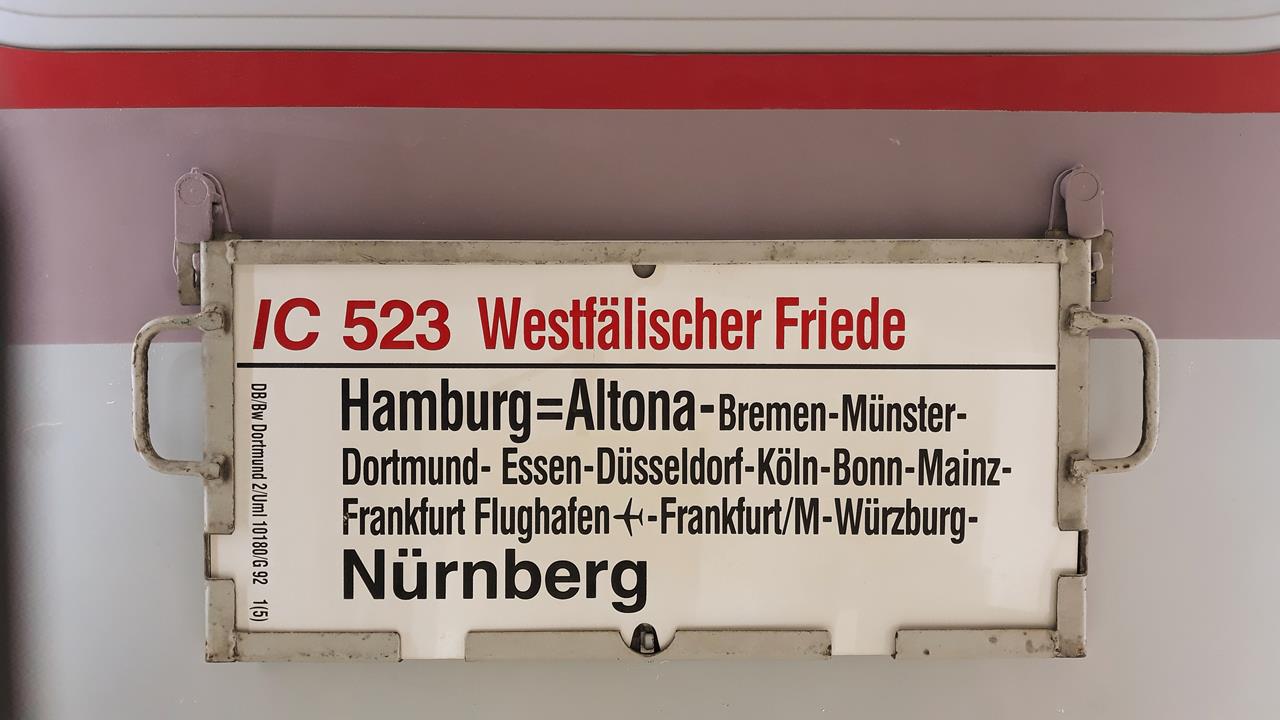 IC 523 Westfälischer Friede
Hamburg=Altona-Bremen-Münster-
Dortmund- Essen-Düsseldorf-Köln-Bonn-Mainz-
Frankfurt Flughafen✈-Frankfurt/M-Würzburg-
Nürnberg
DB/Bw Dortmund 2/Uml 10180/G 92 1(5)